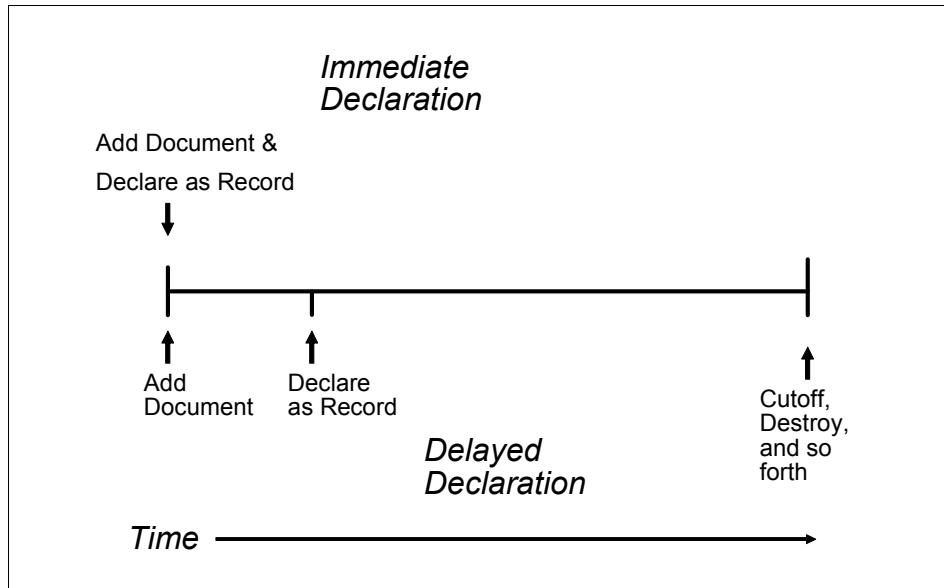 Immediate
Declaration
Add Document &
Declare as Record
Add
Document
Declare
as Record
Cutoff,
Destroy,
and so
forth
Delayed
Declaration
Time